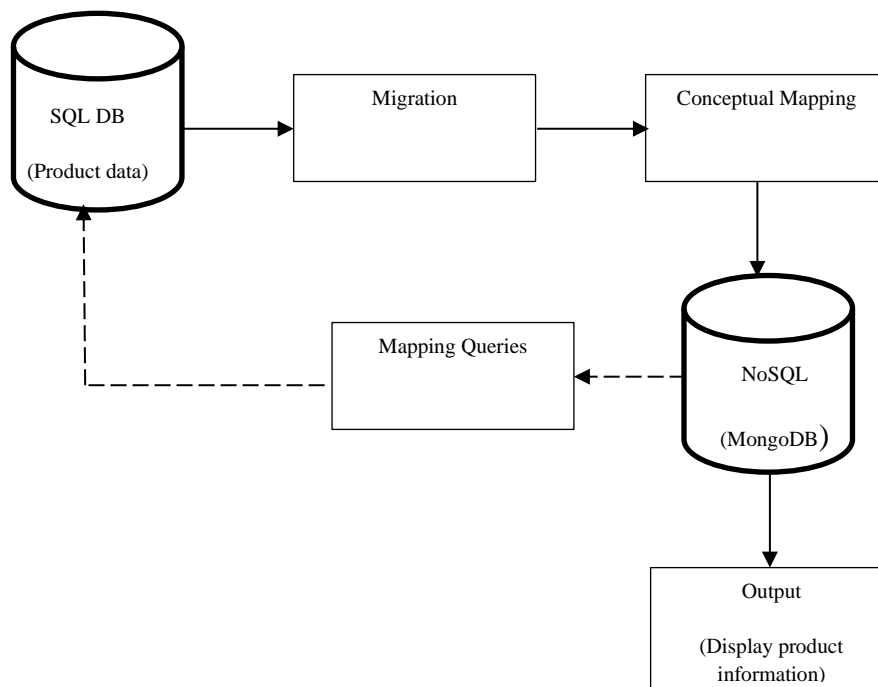 SQL DB
(Product data)
Migration
Conceptual Mapping
Mapping Queries
NoSQL
(MongoDB)
Output
(Display product
information)